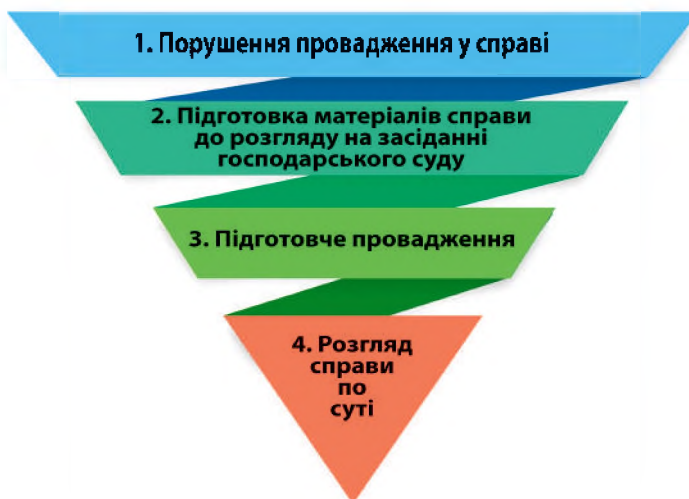 1. Порушення провадження у справі
2. Підготовка матеріалів справи
до розгляду на засіданні
господарського суду
3. Підготовче провадження
4. Розгляд
справи
по
суті